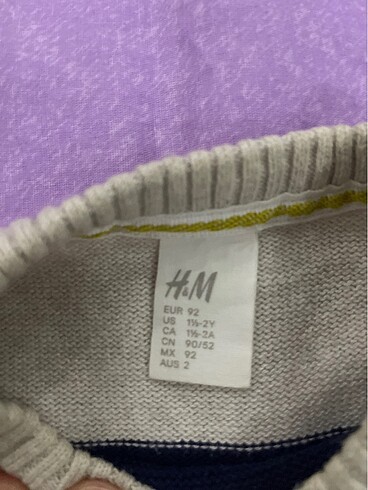 H&M
EUR 92
US 1½-2Y
CA 1½-2A
CN 90/52
MX 92
AUS 2